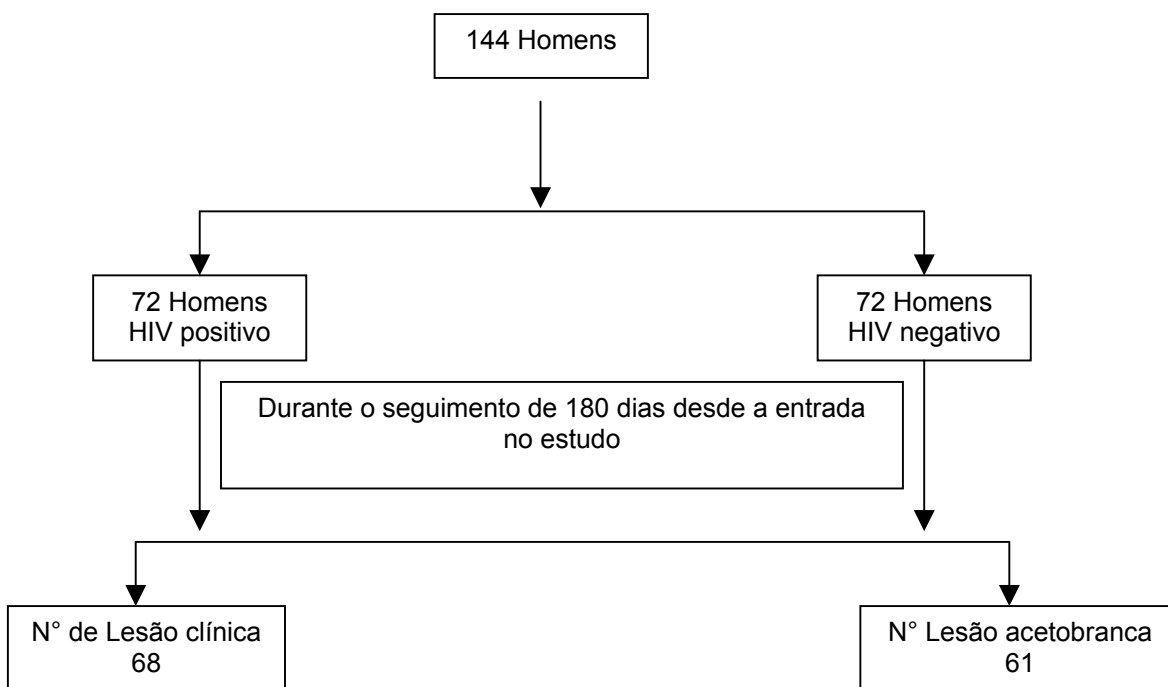 144 Homens
72 Homens
HIV positivo
72 Homens
HIV negativo
Durante o seguimento de 180 dias desde a entrada
no estudo
N° de Lesão clínica
68
N° Lesão acetobranca
61